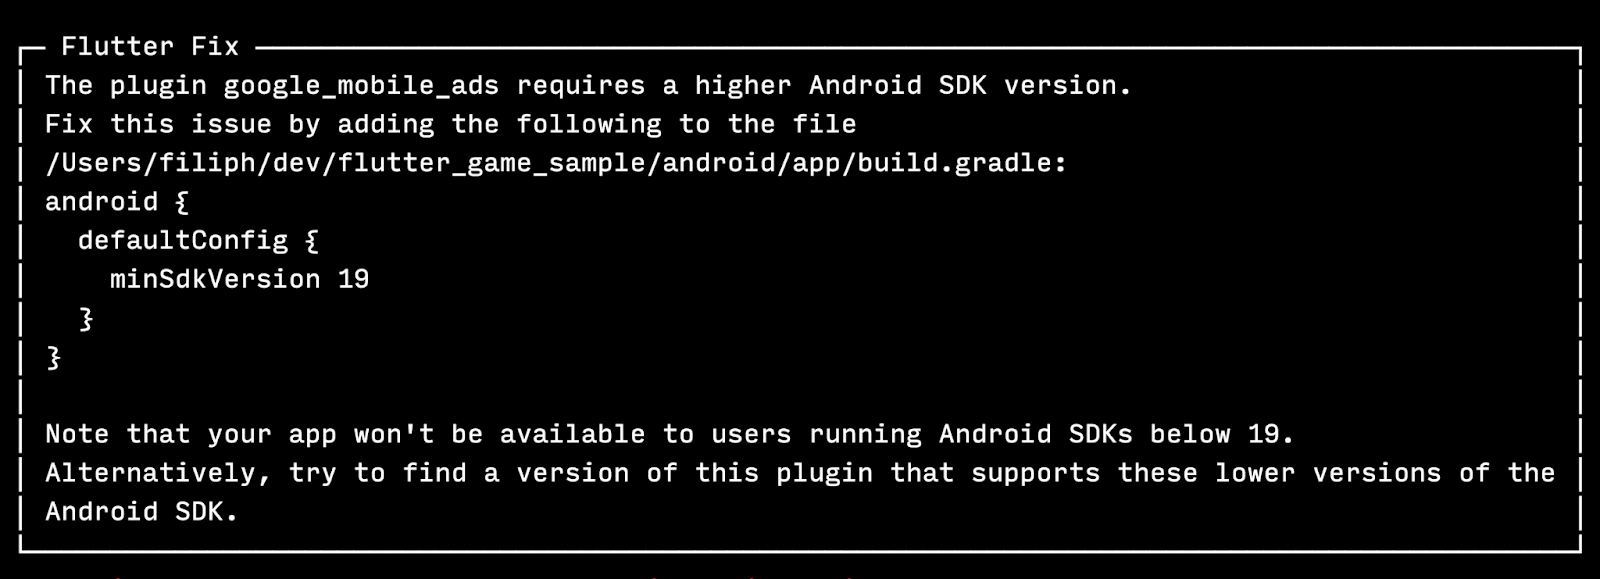 Flutter Fix
The plugin google_mobile_ads requires a higher Android SDK version.
Fix this issue by adding the following to the file
/Users/filiph/dev/flutter_game_sample/android/app/build.gradle:
android {
  defaultConfig {
    minSdkVersion 19
  }
}

Note that your app won't be available to users running Android SDKs below 19.
Alternatively, try to find a version of this plugin that supports these lower versions of the
Android SDK.